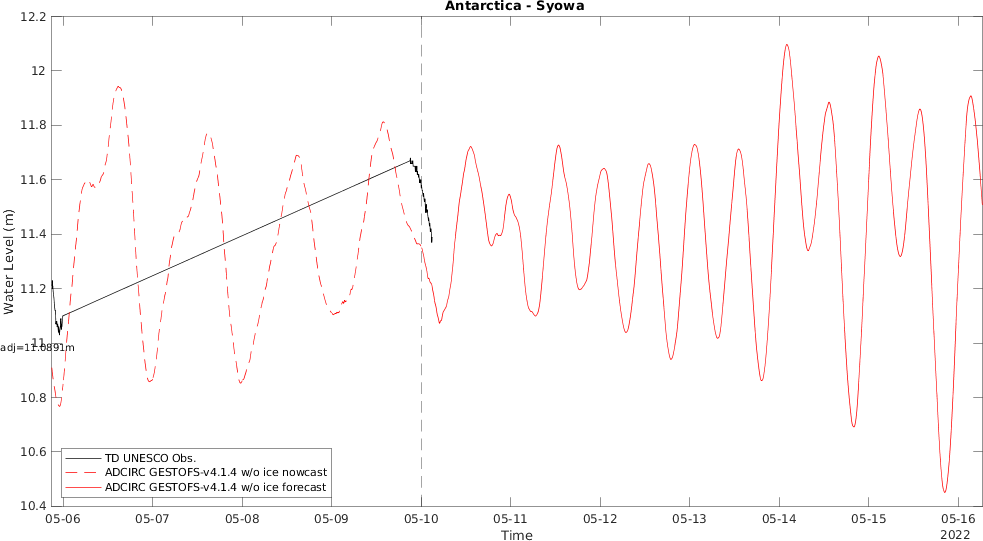 Antarctica - Syowa
12.2
12
11.8
11.6
11.4
11.2
11
10.8
10.6
10.4
Water Level (m)
adj=11.0891m
TD UNESCO Obs.
ADCIRC GESTOFS-v4.1.4 w/o ice nowcast
ADCIRC GESTOFS-v4.1.4 w/o ice forecast
05-06 05-07 05-08 05-09 05-10 05-11 05-12 05-13 05-14 05-15 05-16
Time
2022